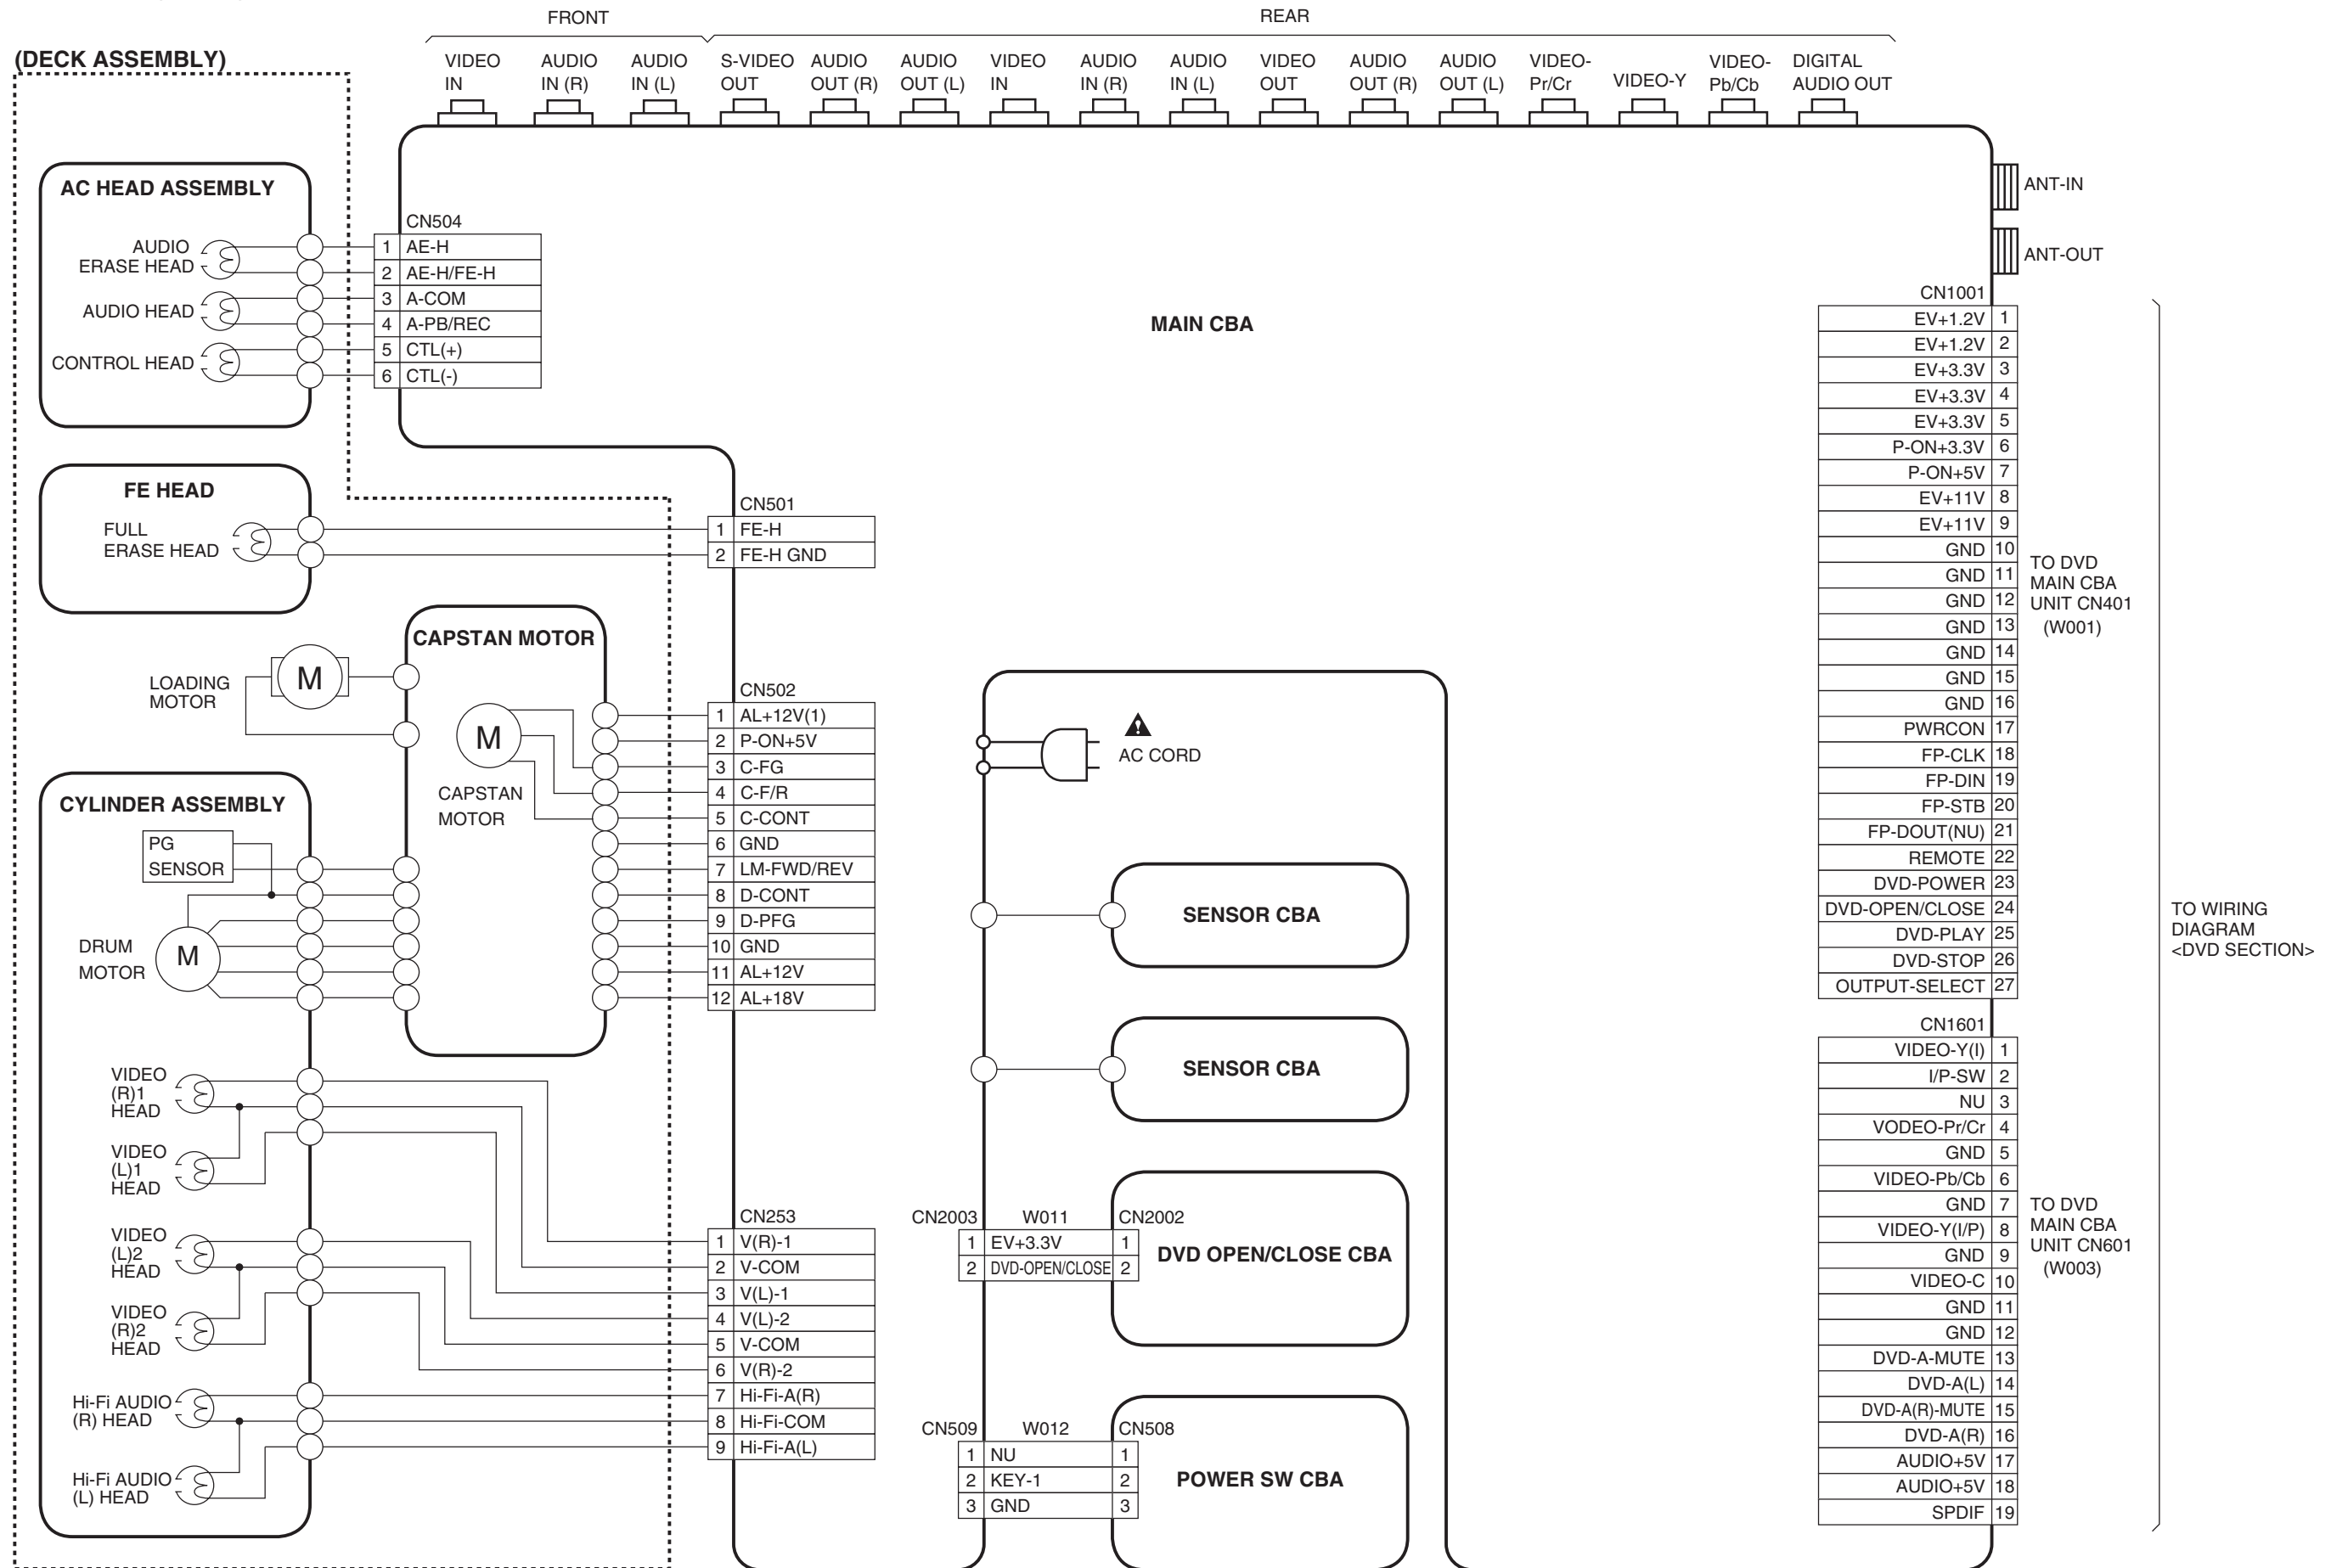 FRONT
REAR
(DECK ASSEMBLY)
VIDEO
IN
AUDIO
IN (R)
AUDIO
IN (L)
S-VIDEO
OUT
AUDIO
OUT (R)
AUDIO
OUT (L)
VIDEO
IN
AUDIO
IN (R)
AUDIO
IN (L)
VIDEO
OUT
AUDIO
OUT (R)
AUDIO
OUT (L)
VIDEO-
Pr/Cr
VIDEO-Y
VIDEO-
Pb/Cb
DIGITAL
AUDIO OUT
ANT-IN
ANT-OUT
MAIN CBA
AC HEAD ASSEMBLY
AUDIO
ERASE HEAD
AUDIO HEAD
CONTROL HEAD
CN504
1 AE-H
2 AE-H/FE-H
3 A-COM
4 A-PB/REC
5 CTL(+)
6 CTL(-)
FE HEAD
FULL
ERASE HEAD
CN501
1 FE-H
2 FE-H GND
CAPSTAN MOTOR
LOADING
MOTOR
M
M
CAPSTAN
MOTOR
CN502
1 AL+12V(1)
2 P-ON+5V
3 C-FG
4 C-F/R
5 C-CONT
6 GND
7 LM-FWD/REV
8 D-CONT
9 D-PFG
10 GND
11 AL+12V
12 AL+18V
CYLINDER ASSEMBLY
PG
SENSOR
DRUM
MOTOR
M
VIDEO
(R)1
HEAD
VIDEO
(L)1
HEAD
VIDEO
(L)2
HEAD
VIDEO
(R)2
HEAD
Hi-Fi AUDIO
(R) HEAD
Hi-Fi AUDIO
(L) HEAD
CN253
1 V(R)-1
2 V-COM
3 V(L)-1
4 V(L)-2
5 V-COM
6 V(R)-2
7 Hi-Fi-A(R)
8 Hi-Fi-COM
9 Hi-Fi-A(L)
AC CORD
SENSOR CBA
SENSOR CBA
CN2003 W011 CN2002
1 EV+3.3V 1
2 DVD-OPEN/CLOSE 2
DVD OPEN/CLOSE CBA
CN509 W012 CN508
1 NU 1
2 KEY-1 2
3 GND 3
POWER SW CBA
CN1001
EV+1.2V 1
EV+1.2V 2
EV+3.3V 3
EV+3.3V 4
EV+3.3V 5
P-ON+3.3V 6
P-ON+5V 7
EV+11V 8
EV+11V 9
GND 10
GND 11
GND 12
GND 13
GND 14
GND 15
GND 16
PWRCON 17
FP-CLK 18
FP-DIN 19
FP-STB 20
FP-DOUT(NU) 21
REMOTE 22
DVD-POWER 23
DVD-OPEN/CLOSE 24
DVD-PLAY 25
DVD-STOP 26
OUTPUT-SELECT 27
TO DVD
MAIN CBA
UNIT CN401
(W001)
CN1601
VIDEO-Y(I) 1
I/P-SW 2
NU 3
VODEO-Pr/Cr 4
GND 5
VIDEO-Pb/Cb 6
GND 7
VIDEO-Y(I/P) 8
GND 9
VIDEO-C 10
GND 11
GND 12
DVD-A-MUTE 13
DVD-A(L) 14
DVD-A(R)-MUTE 15
DVD-A(R) 16
AUDIO+5V 17
AUDIO+5V 18
SPDIF 19
TO DVD
MAIN CBA
UNIT CN601
(W003)
TO WIRING
DIAGRAM
<DVD SECTION>